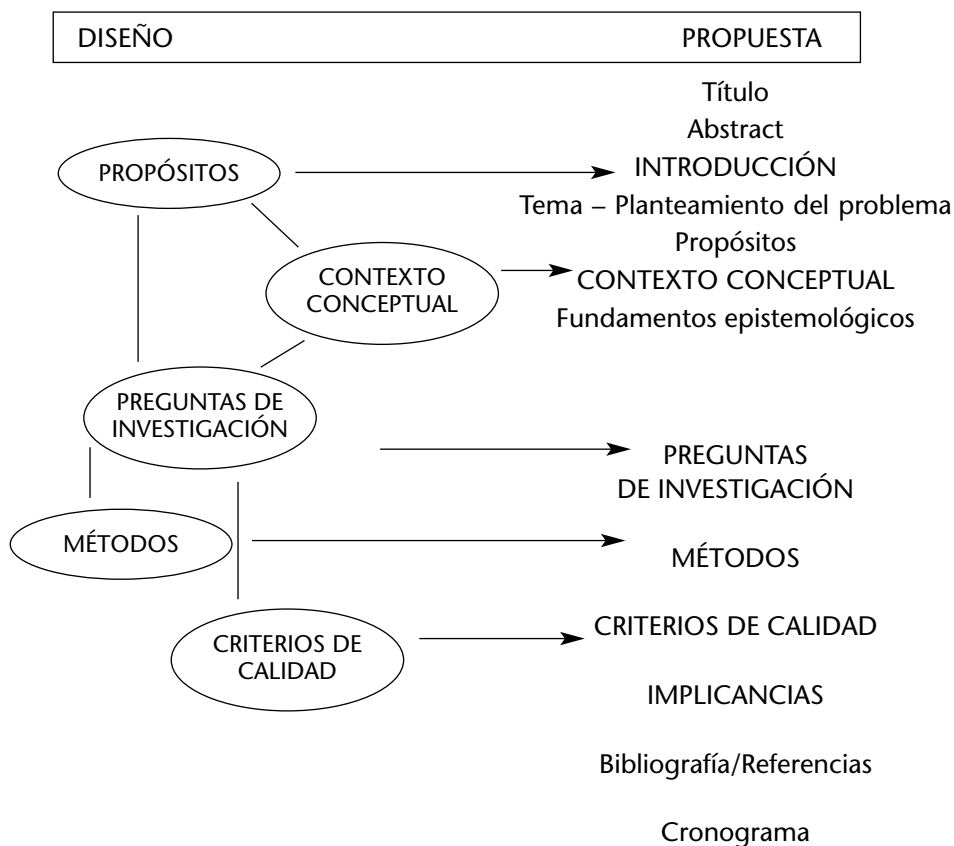 DISEÑO PROPUESTA
Título
Abstract
PROPÓSITOS
INTRODUCCIÓN
Tema – Planteamiento del problema
Propósitos
CONTEXTO
CONCEPTUAL
CONTEXTO CONCEPTUAL
Fundamentos epistemológicos
PREGUNTAS DE
INVESTIGACIÓN
PREGUNTAS
DE INVESTIGACIÓN
MÉTODOS
MÉTODOS
CRITERIOS DE
CALIDAD
CRITERIOS DE CALIDAD
IMPLICANCIAS
Bibliografía/Referencias
Cronograma